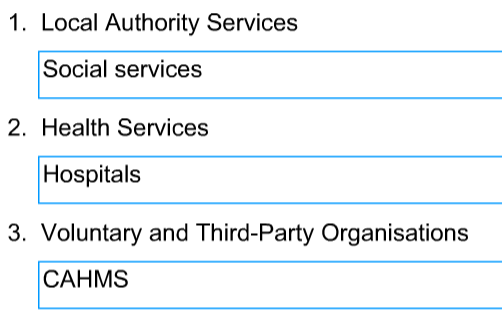 1. Local Authority Services
Social services
2. Health Services
Hospitals
3. Voluntary and Third-Party Organisations
CAHMS